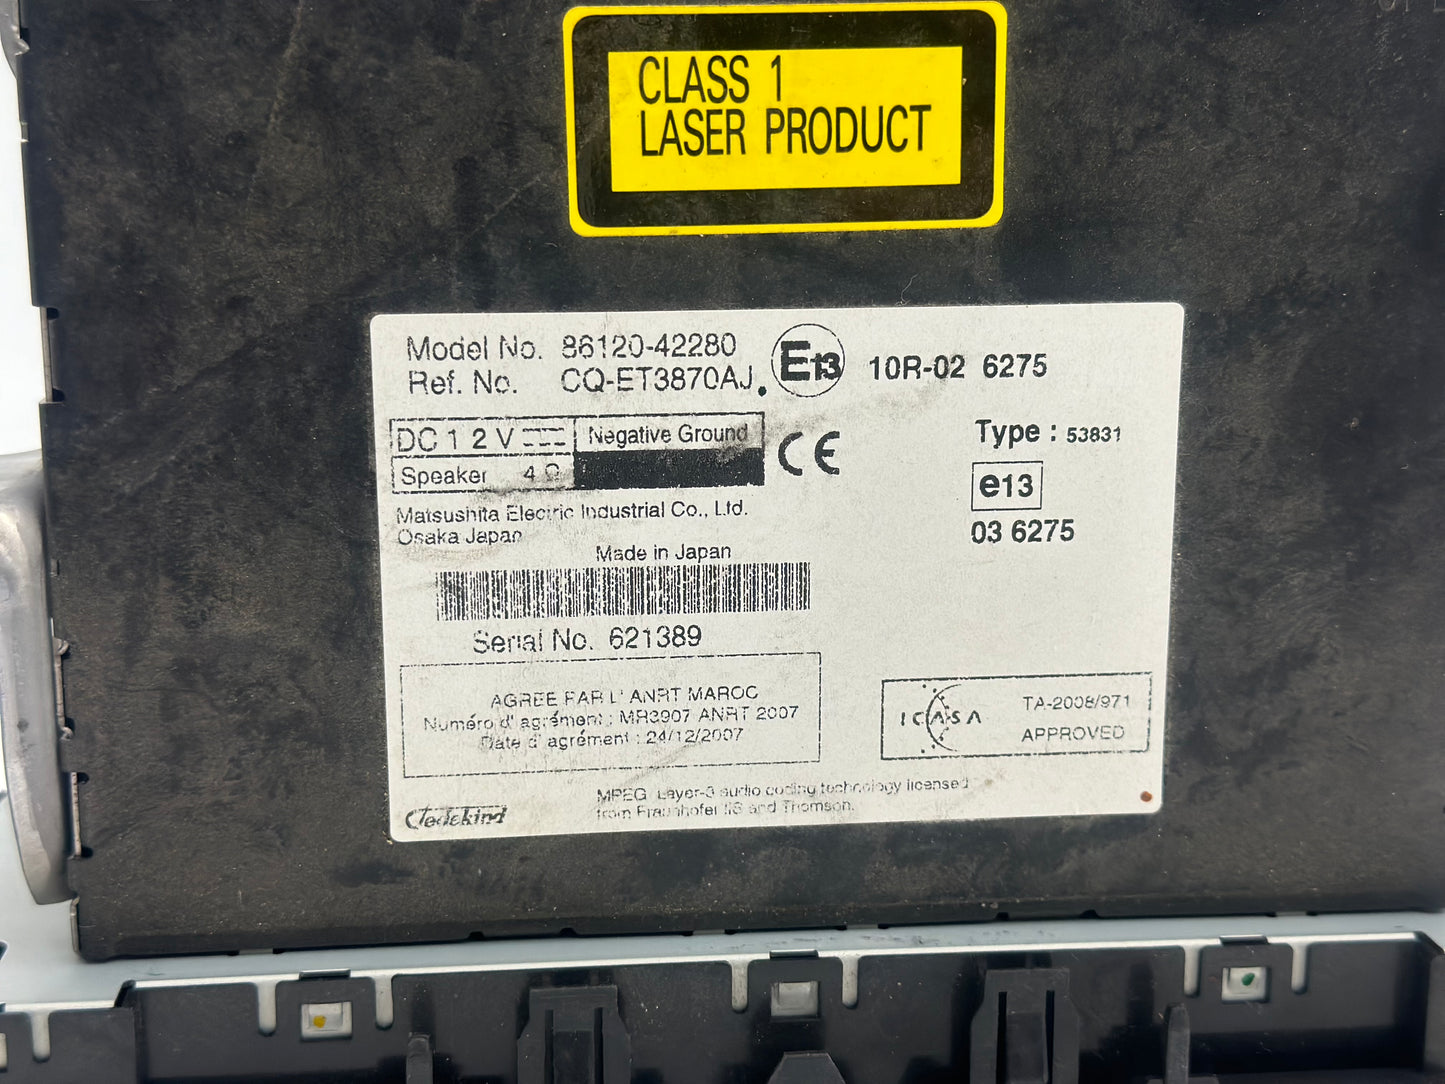 CLASS 1
LASER PRODUCT
Model No. 86120-42280
Ref. No. CQ-ET3870AJ
E13
10R-02 6275
DC 12V
Negative Ground
Speaker 4Ω
CE
Type : 53831
e13
03 6275
Matsushita Electric Industrial Co., Ltd.
Osaka Japan
Made in Japan
Serial No. 621389
AGREE PAR L' ANRT MAROC
Numéro d' agrément : MR3907 ANRT 2007
Date d' agrément : 24/12/2007
ICASA
TA-2008/971
APPROVED
MPEG Layer-3 audio coding technology licensed
from Fraunhofer IIS and Thomson.